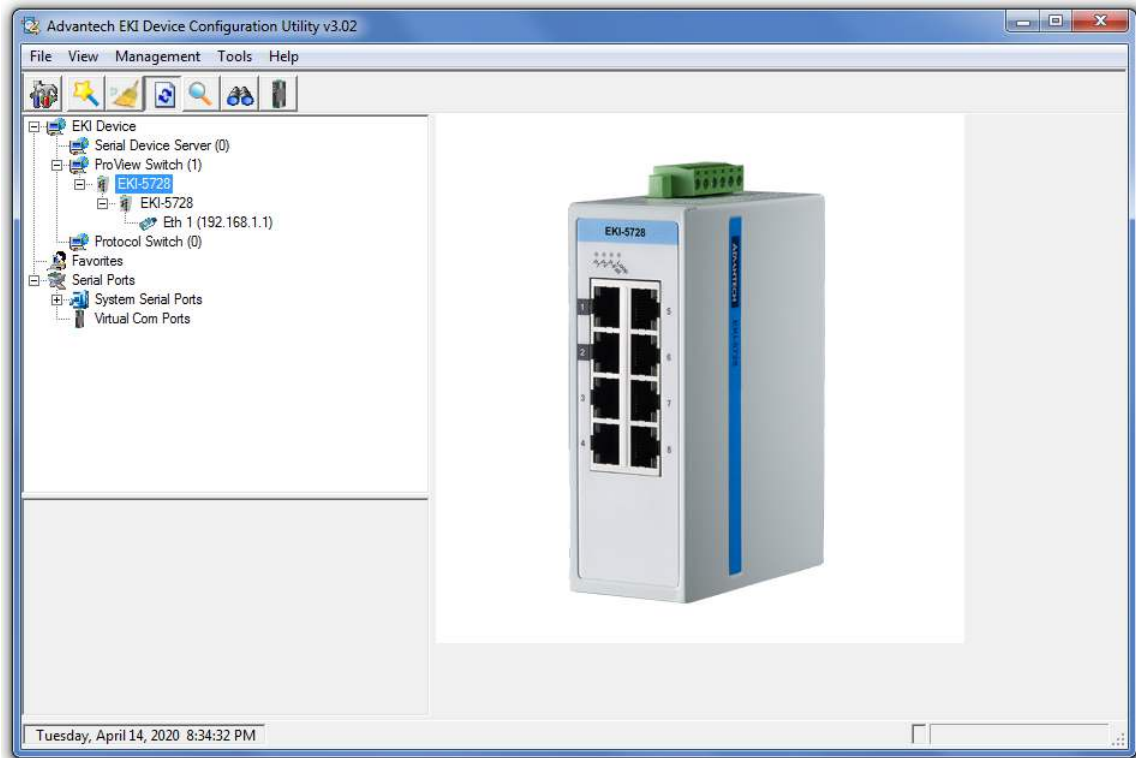 Advantech EKI Device Configuration Utility v3.02
File View Management Tools Help
EKI Device
Serial Device Server (0)
ProView Switch (1)
EKI-5728
EKI-5728
Eth 1 (192.168.1.1)
Protocol Switch (0)
Favorites
Serial Ports
System Serial Ports
Virtual Com Ports
EKI-5728
ADVANTECH EKI-5728
1 5
2 6
3 7
4 8
Tuesday, April 14, 2020 8:34:32 PM